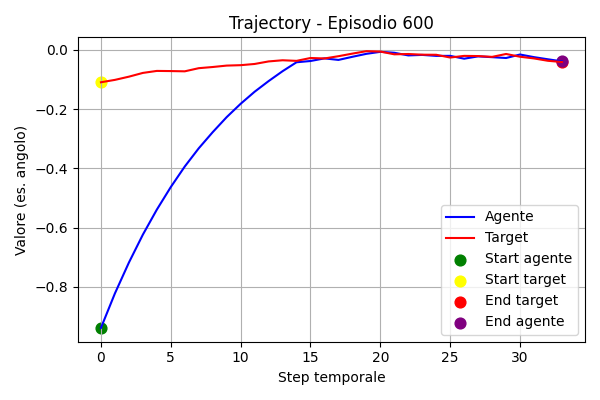 Trajectory - Episodio 600
Valore (es. angolo)
0.0
−0.2
−0.4
−0.6
−0.8
0
5
10
15
20
25
30
Step temporale
Agente
Target
Start agente
Start target
End target
End agente